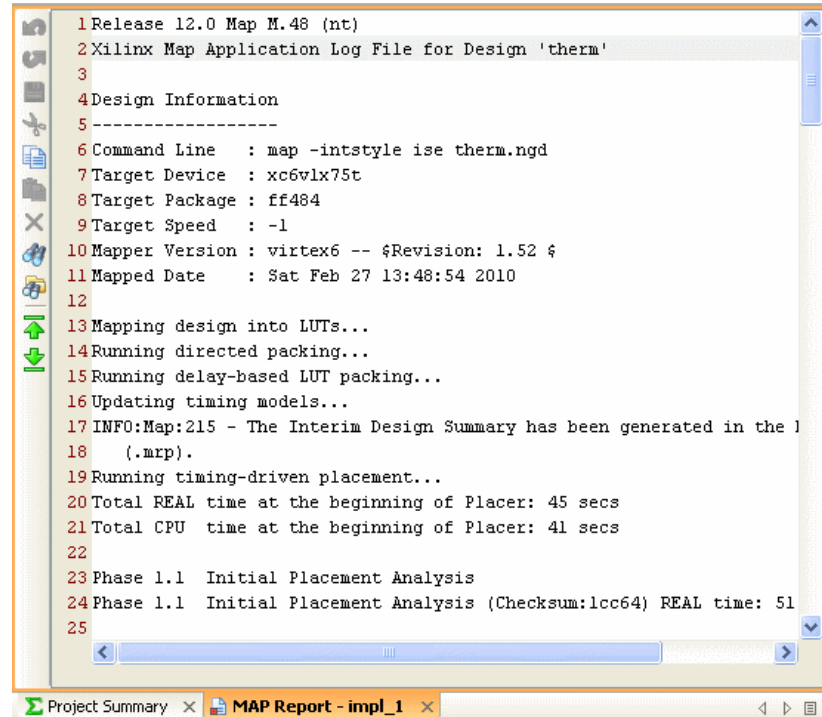 1 Release 12.0 Map M.48 (nt)
2 Xilinx Map Application Log File for Design 'therm'
3
4 Design Information
5 ------------------
6 Command Line   : map -intstyle ise therm.ngd
7 Target Device  : xc6vlx75t
8 Target Package : ff484
9 Target Speed   : -1
10 Mapper Version : virtex6 -- $Revision: 1.52 $
11 Mapped Date    : Sat Feb 27 13:48:54 2010
12
13 Mapping design into LUTs...
14 Running directed packing...
15 Running delay-based LUT packing...
16 Updating timing models...
17 INFO:Map:215 - The Interim Design Summary has been generated in the
18    (.mrp).
19 Running timing-driven placement...
20 Total REAL time at the beginning of Placer: 45 secs
21 Total CPU  time at the beginning of Placer: 41 secs
22
23 Phase 1.1  Initial Placement Analysis
24 Phase 1.1  Initial Placement Analysis (Checksum:1cc64) REAL time: 51
25
Project Summary
MAP Report - impl_1